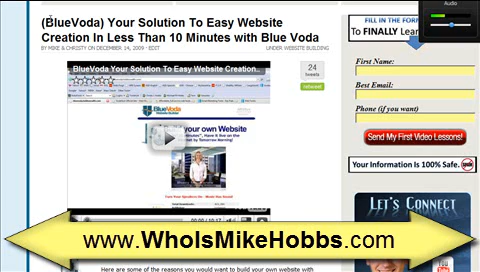 (BlueVoda) Your Solution To Easy Website
Creation In Less Than 10 Minutes with Blue Voda
BY MIKE & CHRISTY ON DECEMBER 14, 2009 · EDIT
UNDER WEBSITE BUILDING
BlueVoda Your Solution To Easy Website Creation..
24
tweets
retweet
BlueVoda
your own Website
Here are some of the reasons you would want to build your own website with
Audio
FILL IN THE FORM
To FINALLY Learn
First Name:
Best Email:
Phone (if you want)
Send My First Video Lessons!
Your Information is 100% Safe.
LET'S CONNECT
You
www.WhoIsMikeHobbs.com